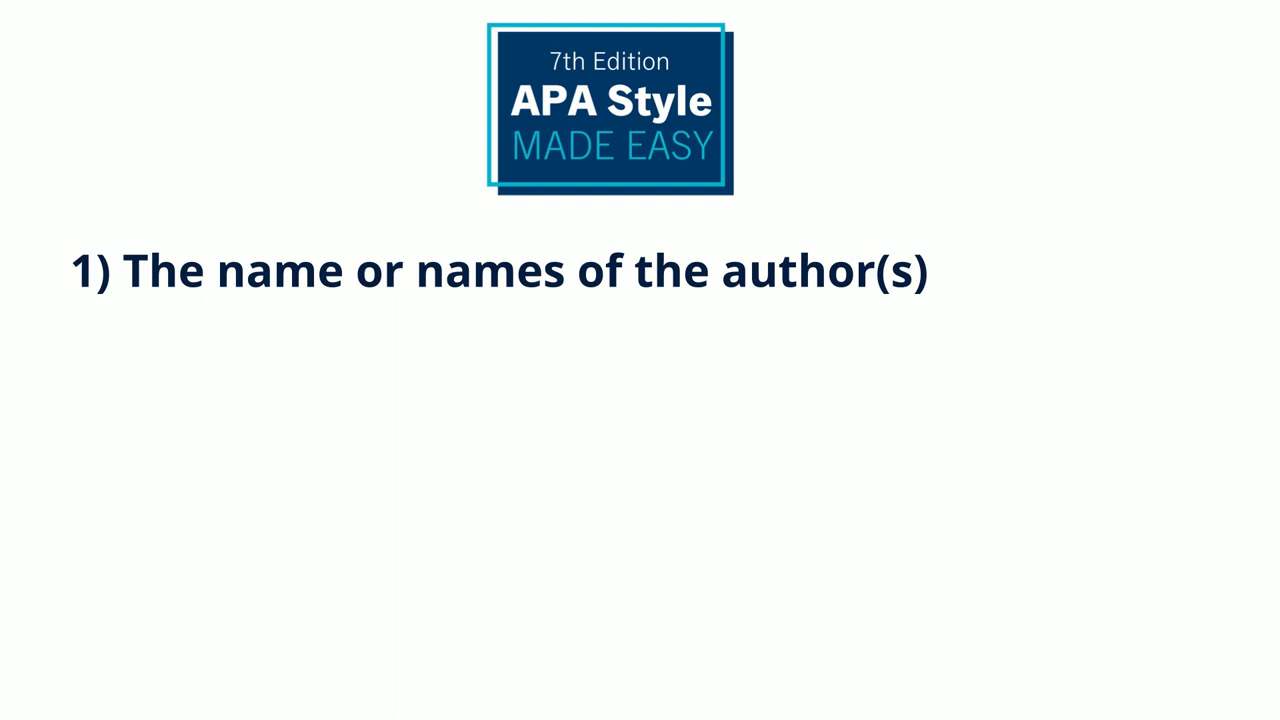 7th Edition
APA Style
MADE EASY
1) The name or names of the author(s)